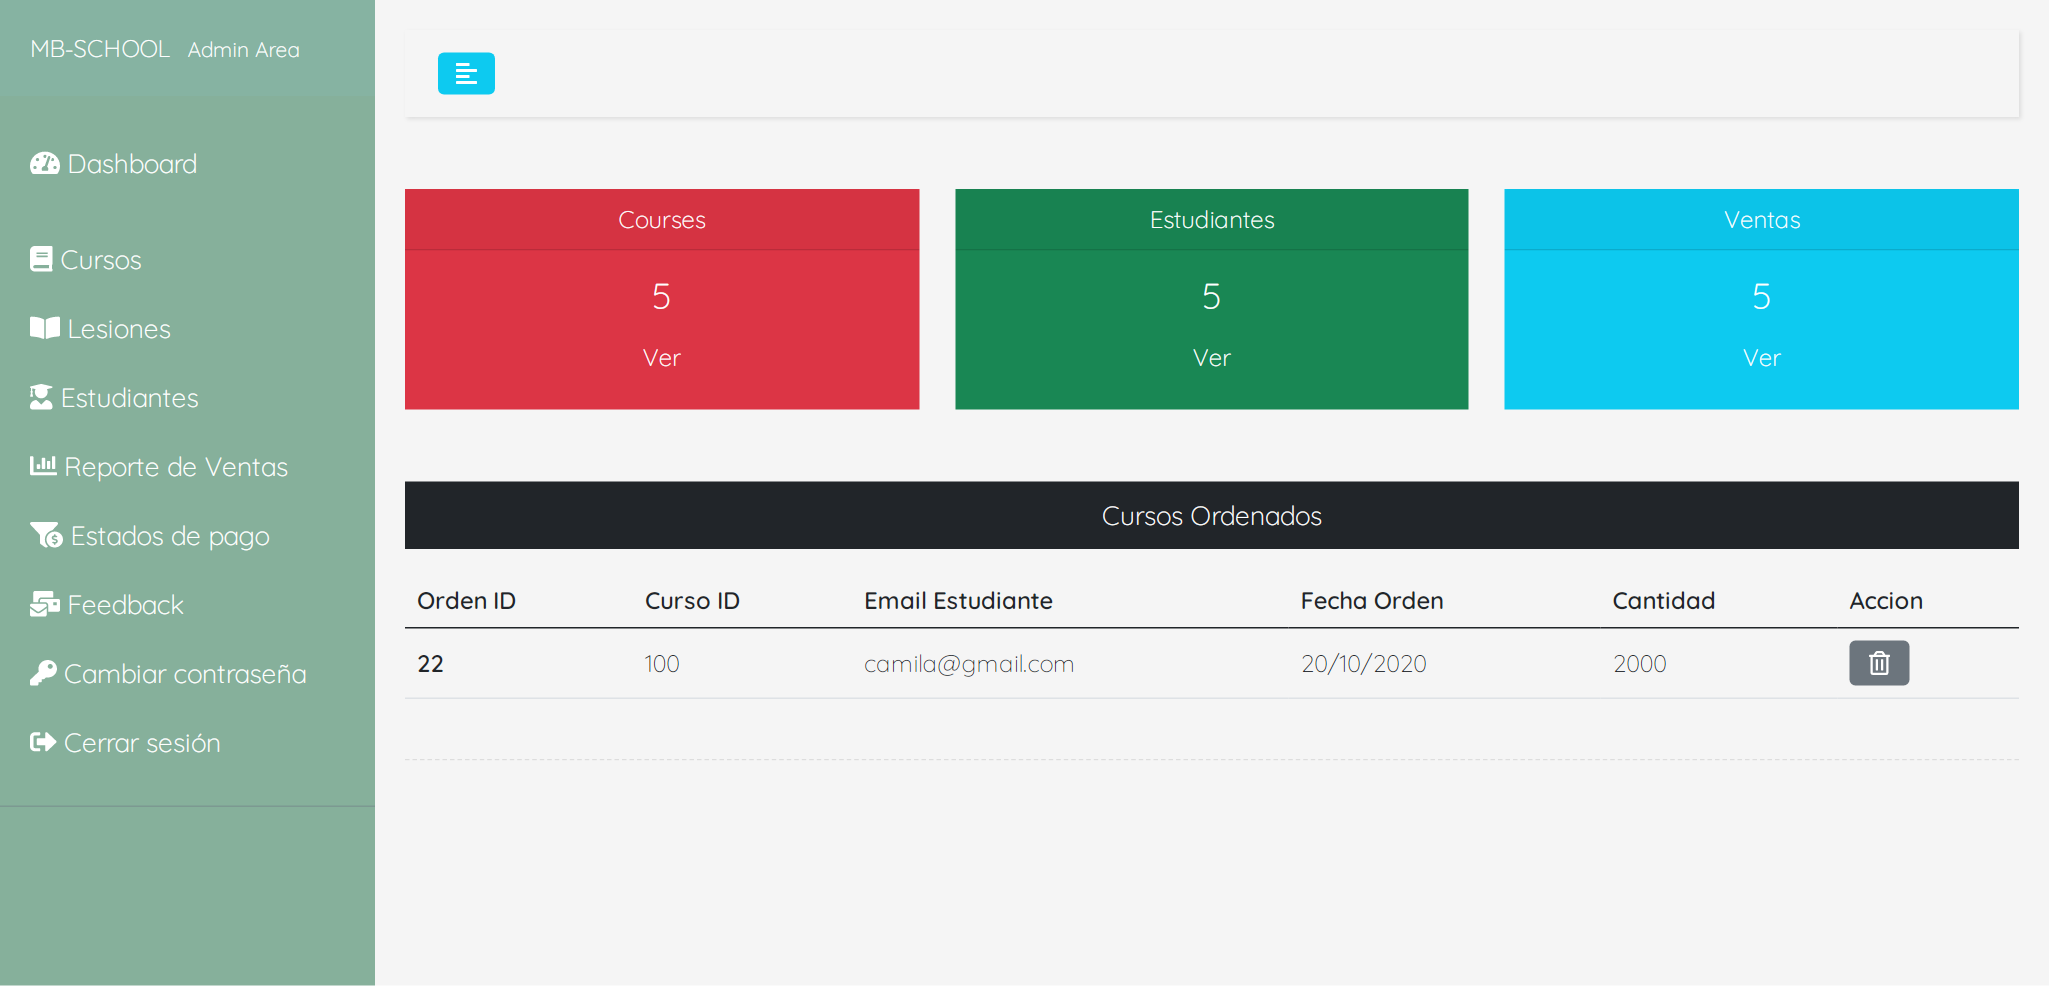 MB-SCHOOL Admin Area
Dashboard
Cursos
Lesiones
Estudiantes
Reporte de Ventas
Estados de pago
Feedback
Cambiar contraseña
Cerrar sesión
Courses
5
Ver
Estudiantes
5
Ver
Ventas
5
Ver
Cursos Ordenados
Orden ID Curso ID Email Estudiante Fecha Orden Cantidad Accion
22 100 camila@gmail.com 20/10/2020 2000